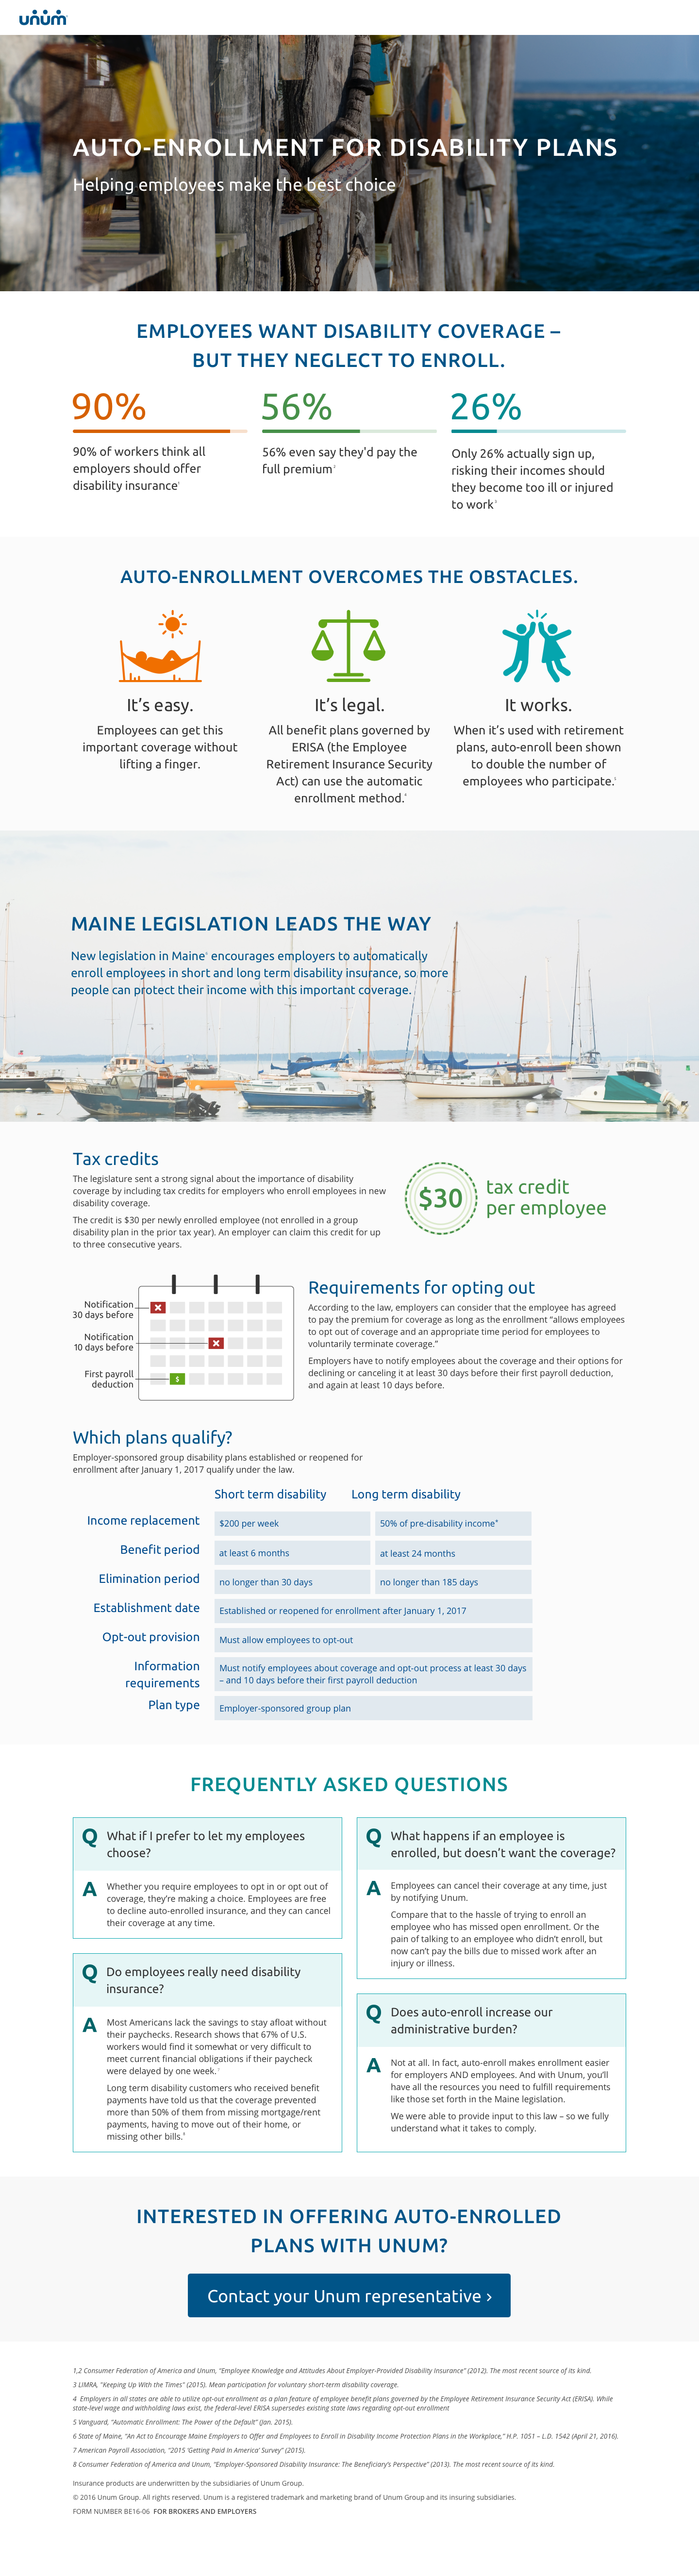 unum
AUTO-ENROLLMENT FOR DISABILITY PLANS
Helping employees make the best choice
EMPLOYEES WANT DISABILITY COVERAGE –
BUT THEY NEGLECT TO ENROLL.
90%
90% of workers think all
employers should offer
disability insurance¹
56%
56% even say they'd pay the
full premium²
26%
Only 26% actually sign up,
risking their incomes should
they become too ill or injured
to work³
AUTO-ENROLLMENT OVERCOMES THE OBSTACLES.
It's easy.
Employees can get this
important coverage without
lifting a finger.
It's legal.
All benefit plans governed by
ERISA (the Employee
Retirement Insurance Security
Act) can use the automatic
enrollment method.⁴
It works.
When it's used with retirement
plans, auto-enroll been shown
to double the number of
employees who participate.⁵
MAINE LEGISLATION LEADS THE WAY
New legislation in Maine⁶ encourages employers to automatically
enroll employees in short and long term disability insurance, so more
people can protect their income with this important coverage.
Tax credits
The legislature sent a strong signal about the importance of disability
coverage by including tax credits for employers who enroll employees in new
disability coverage.
The credit is $30 per newly enrolled employee (not enrolled in a group
disability plan in the prior tax year). An employer can claim this credit for up
to three consecutive years.
$30
tax credit
per employee
Notification
30 days before
Notification
10 days before
First payroll
deduction
$
Requirements for opting out
According to the law, employers can consider that the employee has agreed
to pay the premium for coverage as long as the enrollment “allows employees
to opt out of coverage and an appropriate time period for employees to
voluntarily terminate coverage.”
Employers have to notify employees about the coverage and their options for
declining or canceling it at least 30 days before their first payroll deduction,
and again at least 10 days before.
Which plans qualify?
Employer-sponsored group disability plans established or reopened for
enrollment after January 1, 2017 qualify under the law.
Short term disability Long term disability
Income replacement $200 per week 50% of pre-disability income*
Benefit period at least 6 months at least 24 months
Elimination period no longer than 30 days no longer than 185 days
Establishment date Established or reopened for enrollment after January 1, 2017
Opt-out provision Must allow employees to opt-out
Information
requirements
Must notify employees about coverage and opt-out process at least 30 days
– and 10 days before their first payroll deduction
Plan type Employer-sponsored group plan
FREQUENTLY ASKED QUESTIONS
Q What if I prefer to let my employees
choose?
A Whether you require employees to opt in or opt out of
coverage, they're making a choice. Employees are free
to decline auto-enrolled insurance, and they can cancel
their coverage at any time.
Q Do employees really need disability
insurance?
A Most Americans lack the savings to stay afloat without
their paychecks. Research shows that 67% of U.S.
workers would find it somewhat or very difficult to
meet current financial obligations if their paycheck
were delayed by one week.⁷
Long term disability customers who received benefit
payments have told us that the coverage prevented
more than 50% of them from missing mortgage/rent
payments, having to move out of their home, or
missing other bills.⁸
Q What happens if an employee is
enrolled, but doesn't want the coverage?
A Employees can cancel their coverage at any time, just
by notifying Unum.
Compare that to the hassle of trying to enroll an
employee who has missed open enrollment. Or the
pain of talking to an employee who didn't enroll, but
now can't pay the bills due to missed work after an
injury or illness.
Q Does auto-enroll increase our
administrative burden?
A Not at all. In fact, auto-enroll makes enrollment easier
for employers AND employees. And with Unum, you'll
have all the resources you need to fulfill requirements
like those set forth in the Maine legislation.
We were able to provide input to this law – so we fully
understand what it takes to comply.
INTERESTED IN OFFERING AUTO-ENROLLED
PLANS WITH UNUM?
Contact your Unum representative ›
1,2 Consumer Federation of America and Unum, “Employee Knowledge and Attitudes About Employer-Provided Disability Insurance” (2012). The most recent source of its kind.
3 LIMRA, “Keeping Up With the Times” (2015). Mean participation for voluntary short-term disability coverage.
4 Employers in all states are able to utilize opt-out enrollment as a plan feature of employee benefit plans governed by the Employee Retirement Insurance Security Act (ERISA). While
state-level wage and withholding laws exist, the federal-level ERISA supersedes existing state laws regarding opt-out enrollment
5 Vanguard, “Automatic Enrollment: The Power of the Default” (Jan. 2015).
6 State of Maine, “An Act to Encourage Maine Employers to Offer and Employees to Enroll in Disability Income Protection Plans in the Workplace,” H.P. 1051 – L.D. 1542 (April 21, 2016).
7 American Payroll Association, “2015 ‘Getting Paid In America’ Survey” (2015).
8 Consumer Federation of America and Unum, “Employer-Sponsored Disability Insurance: The Beneficiary's Perspective” (2013). The most recent source of its kind.
Insurance products are underwritten by the subsidiaries of Unum Group.
© 2016 Unum Group. All rights reserved. Unum is a registered trademark and marketing brand of Unum Group and its insuring subsidiaries.
FORM NUMBER BE16-06 FOR BROKERS AND EMPLOYERS